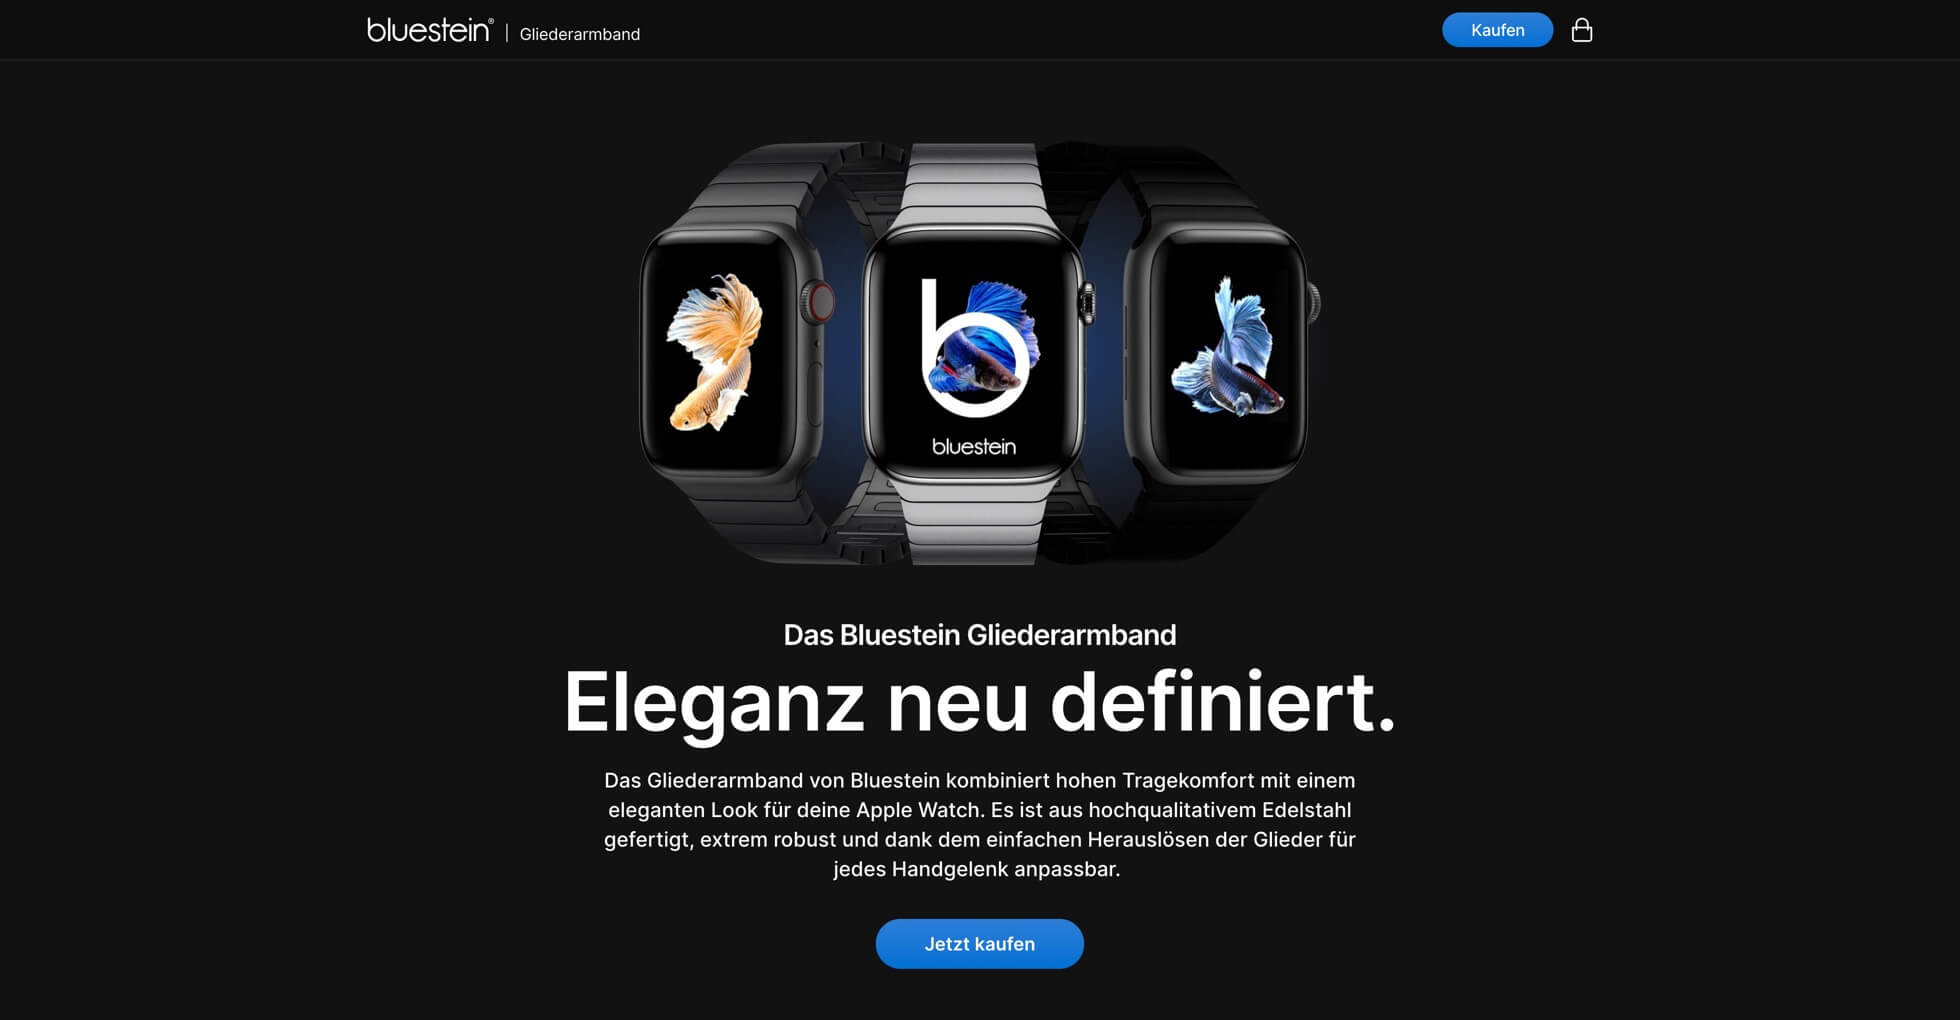 bluestein® | Gliederarmband
Kaufen
b
bluestein
Das Bluestein Gliederarmband
Eleganz neu definiert.
Das Gliederarmband von Bluestein kombiniert hohen Tragekomfort mit einem
eleganten Look für deine Apple Watch. Es ist aus hochqualitativem Edelstahl
gefertigt, extrem robust und dank dem einfachen Herauslösen der Glieder für
jedes Handgelenk anpassbar.
Jetzt kaufen